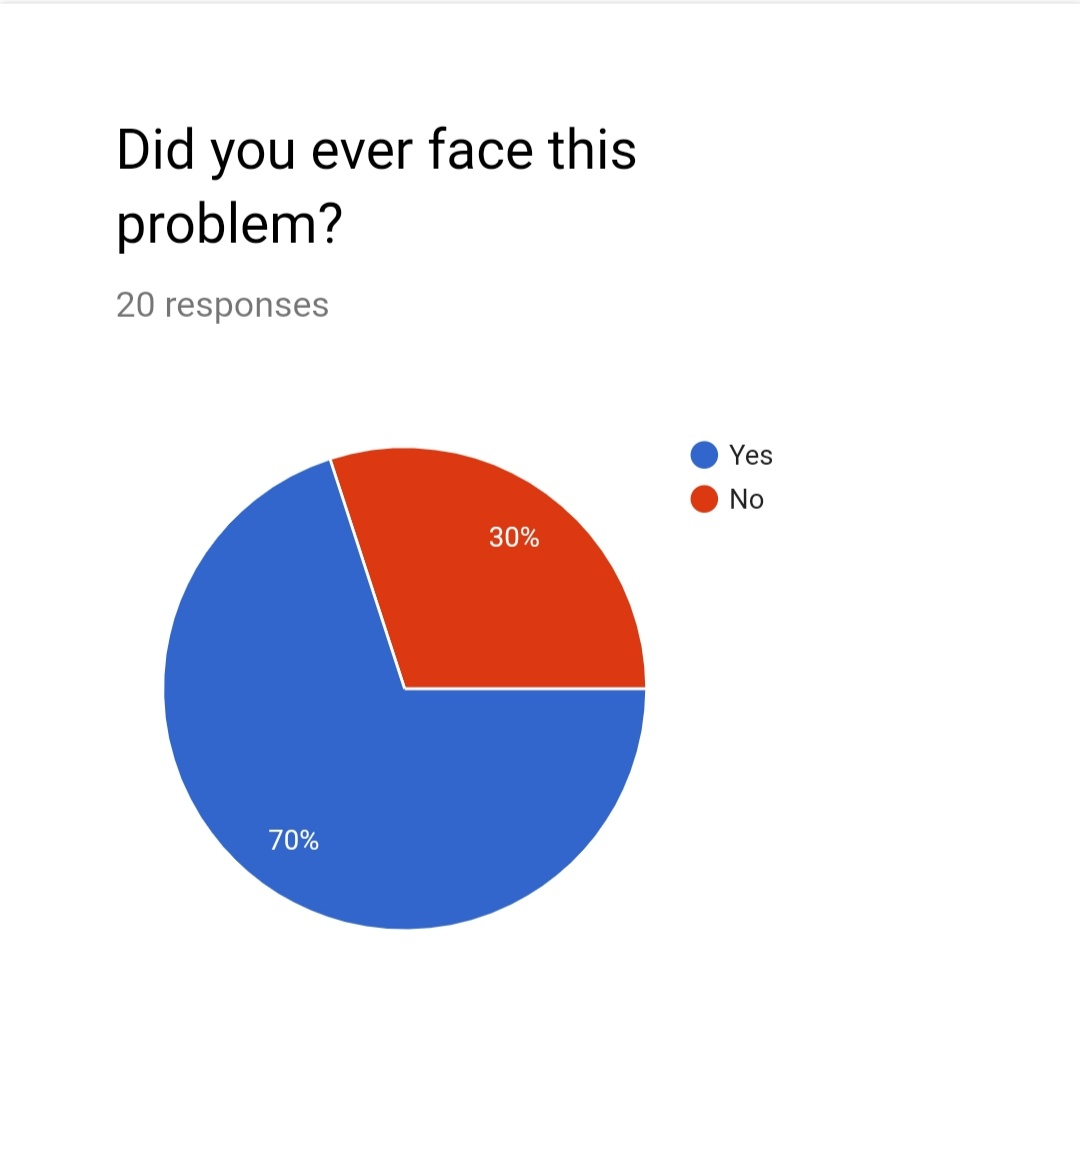 Did you ever face this
problem?
20 responses
Yes
No
30%
70%